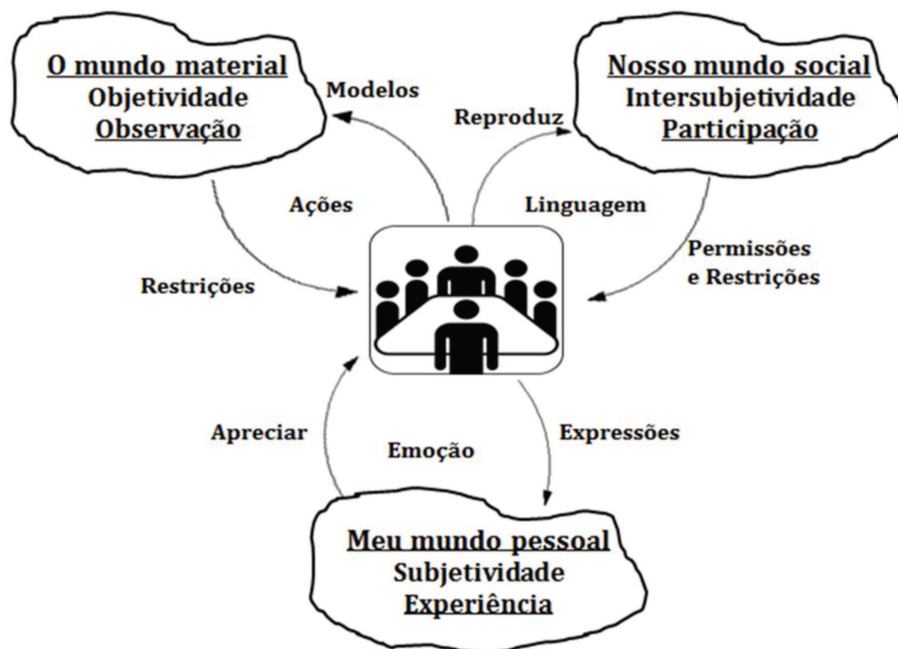 O mundo material
Objetividade
Observação
Modelos
Nosso mundo social
Intersubjetividade
Participação
Reproduz
Ações
Linguagem
Restrições
Permissões
e Restrições
Apreciar
Emoção
Expressões
Meu mundo pessoal
Subjetividade
Experiência